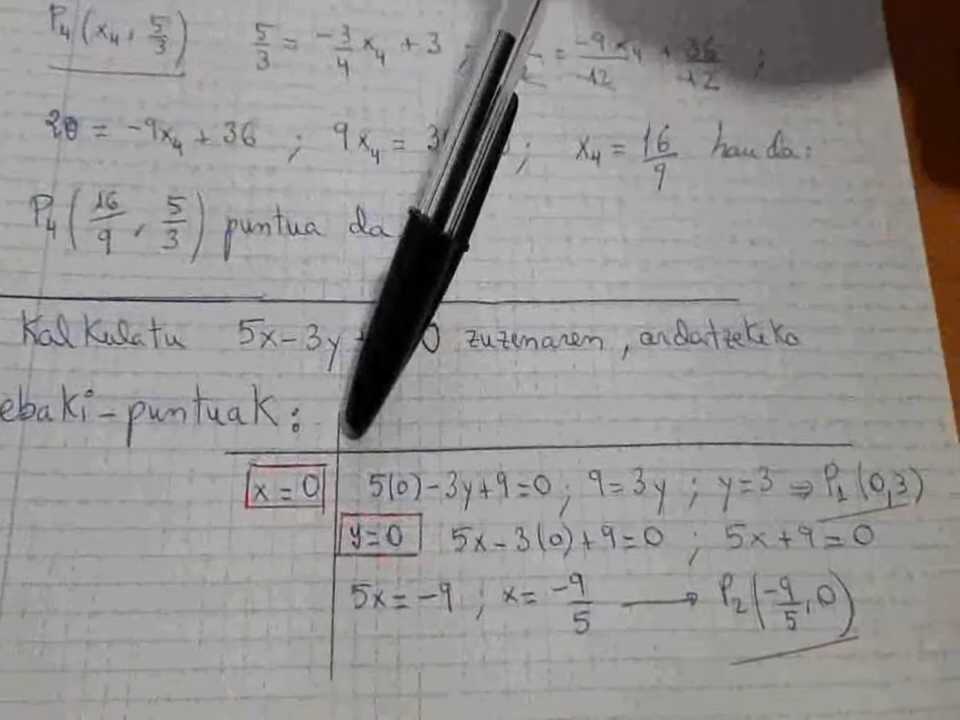 P₄(x₄, 5/3) 5/3 = -3/4 x₄ + 3 ; = -9x₄/12 + 36/12 ;
20 = -9x₄ + 36 ; 9x₄ = ; x₄ = 16/9 hau da:
P₄(16/9, 5/3) puntua da
Kalkulatu 5x-3y 0 zuzenaren, ardatzekiko
ebaki-puntuak:
x=0 5(0)-3y+9=0 ; 9=3y ; y=3 ⇒ P₁(0,3)
y=0 5x-3(0)+9=0 ; 5x+9=0
5x=-9 ; x= -9/5 → P₂(-9/5, 0)